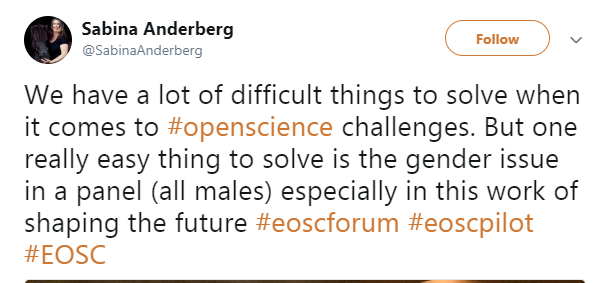 Sabina Anderberg
@SabinaAnderberg
Follow
We have a lot of difficult things to solve when
it comes to #openscience challenges. But one
really easy thing to solve is the gender issue
in a panel (all males) especially in this work of
shaping the future #eoscforum #eoscpilot
#EOSC